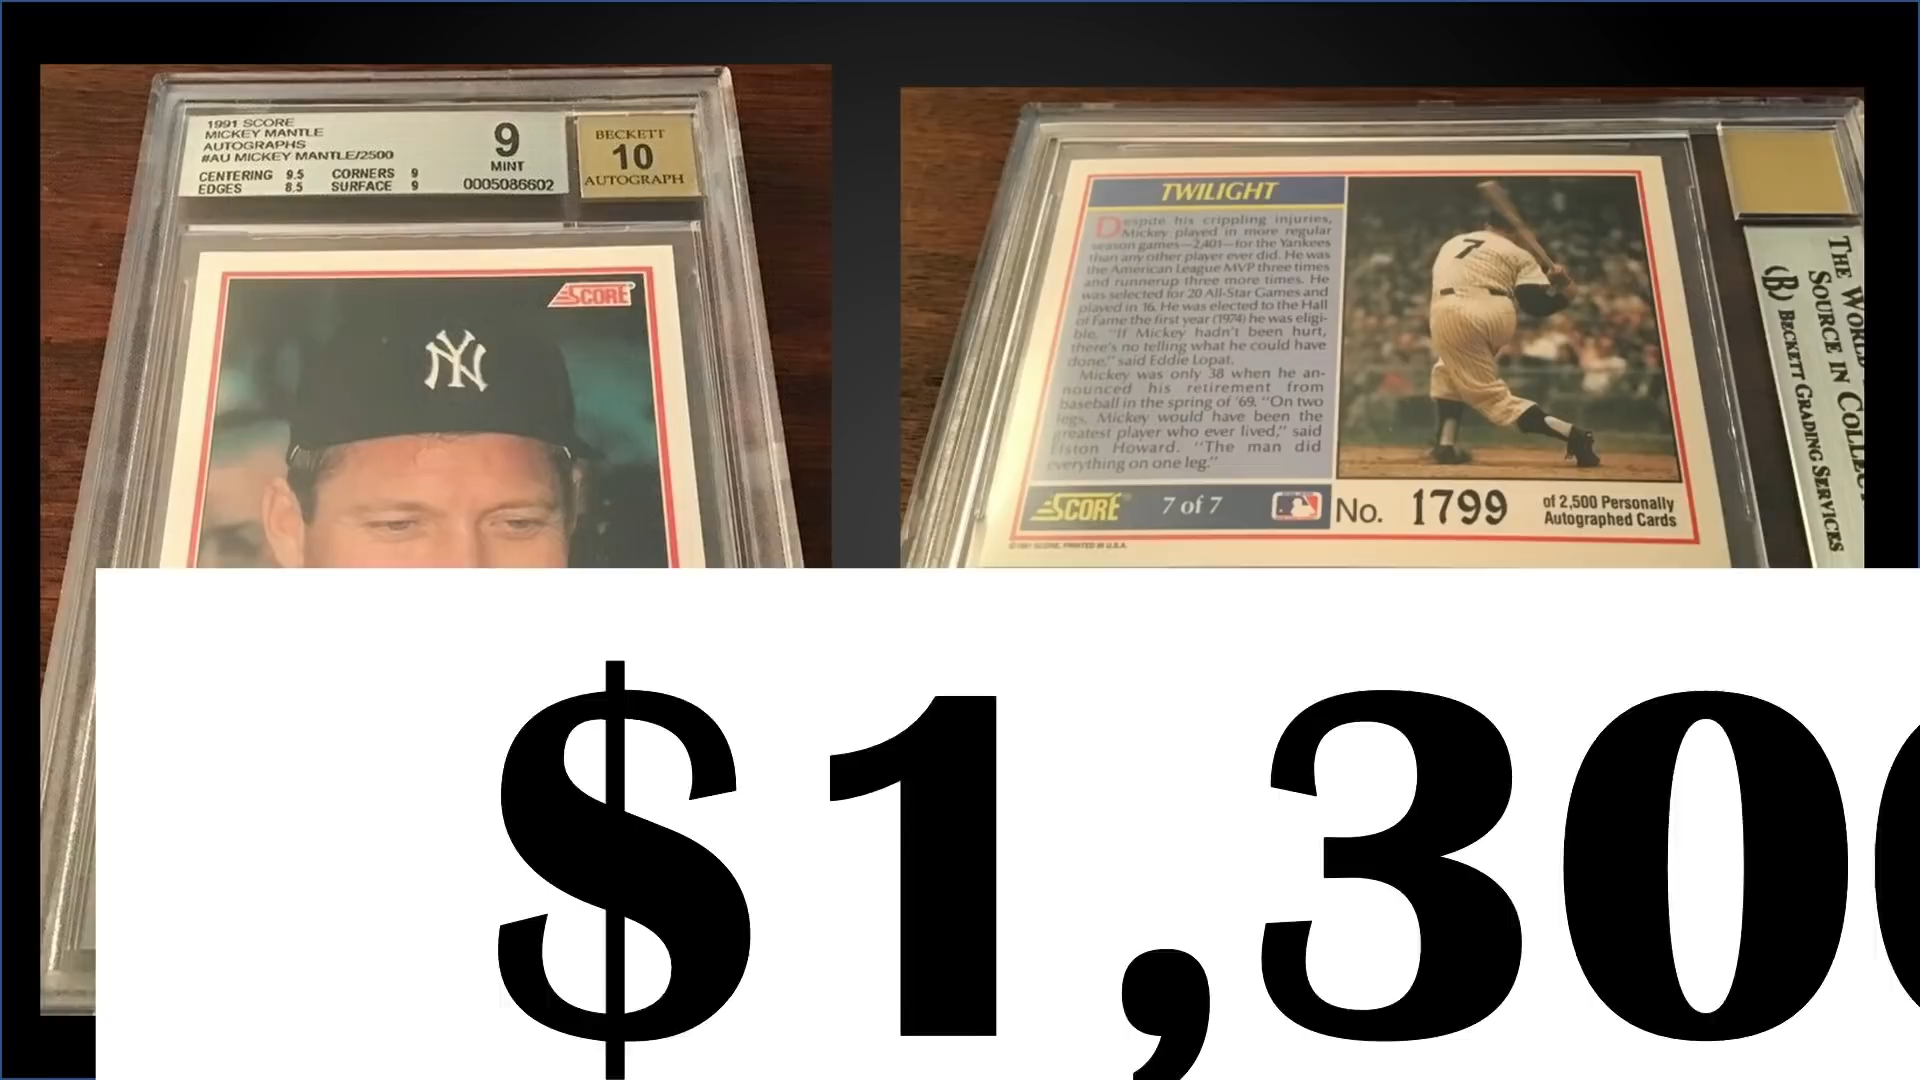 1991 SCORE
MICKEY MANTLE
AUTOGRAPHS
#AU MICKEY MANTLE/2500
CENTERING 9.5 CORNERS 9
EDGES 8.5 SURFACE 9
9
MINT
0005086602
BECKETT
10
AUTOGRAPH
SCORE
NY
TWILIGHT
Despite his crippling injuries,
Mickey played in more regular
season games—2,401—for the Yankees
than any other player ever did. He was
the American League MVP three times
and runnerup three more times. He
was selected for 20 All-Star Games and
played in 16. He was elected to the Hall
of Fame the first year (1974) he was eligi-
ble. "If Mickey hadn't been hurt,
there's no telling what he could have
done," said Eddie Lopat.
Mickey was only 38 when he an-
nounced his retirement from
baseball in the spring of '69. "On two
legs, Mickey would have been the
greatest player who ever lived," said
Elston Howard. "The man did
everything on one leg."
SCORE
7 of 7
No. 1799
of 2,500 Personally
Autographed Cards
©1991 SCORE, PRINTED IN U.S.A.
7
THE WORLD
SOURCE IN COLLEC
B BECKETT GRADING SERVICES
$1,30